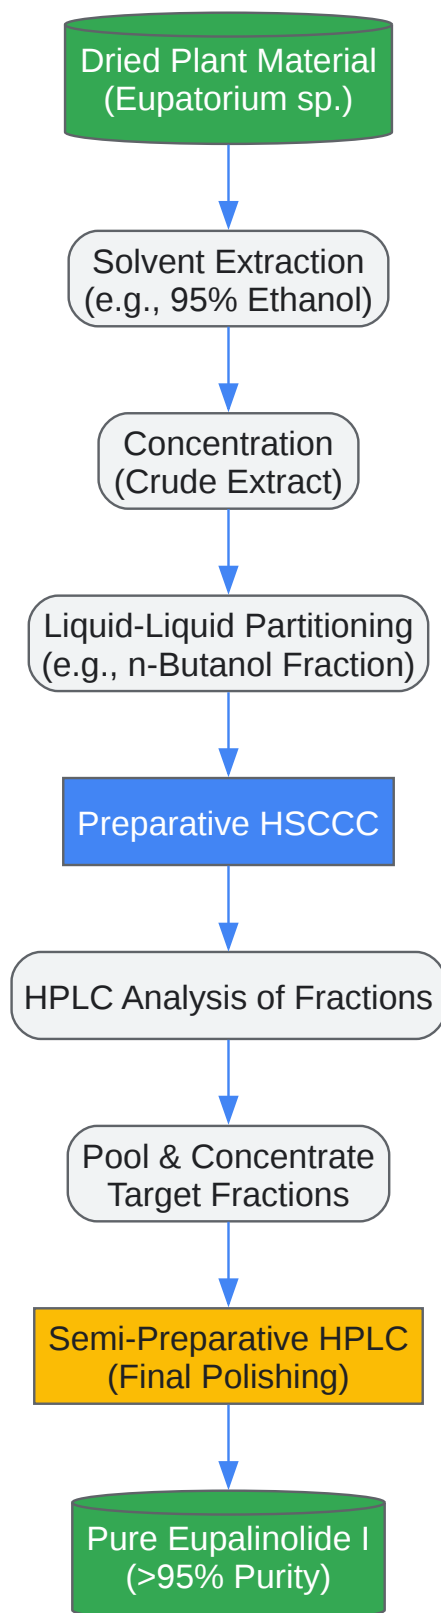 Dried Plant Material
(Eupatorium sp.)
Solvent Extraction
(e.g., 95% Ethanol)
Concentration
(Crude Extract)
Liquid-Liquid Partitioning
(e.g., n-Butanol Fraction)
Preparative HSCCC
HPLC Analysis of Fractions
Pool & Concentrate
Target Fractions
Semi-Preparative HPLC
(Final Polishing)
Pure Eupalinolide I
(>95% Purity)